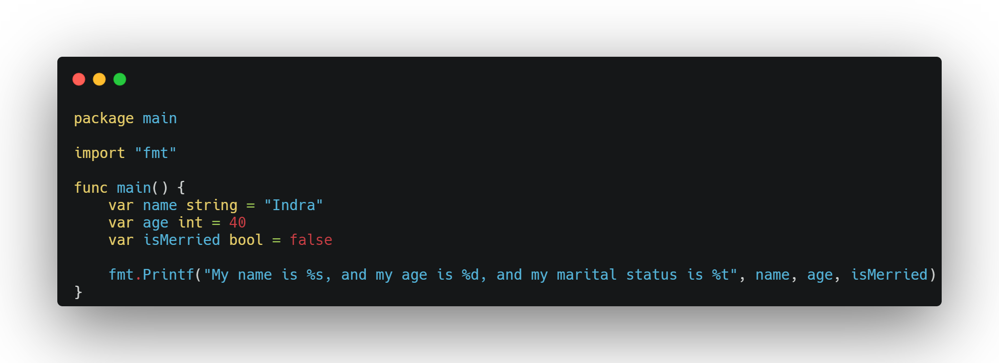 package main
import "fmt"
func main() {
    var name string = "Indra"
    var age int = 40
    var isMerried bool = false
    fmt.Printf("My name is %s, and my age is %d, and my marital status is %t", name, age, isMerried)
}